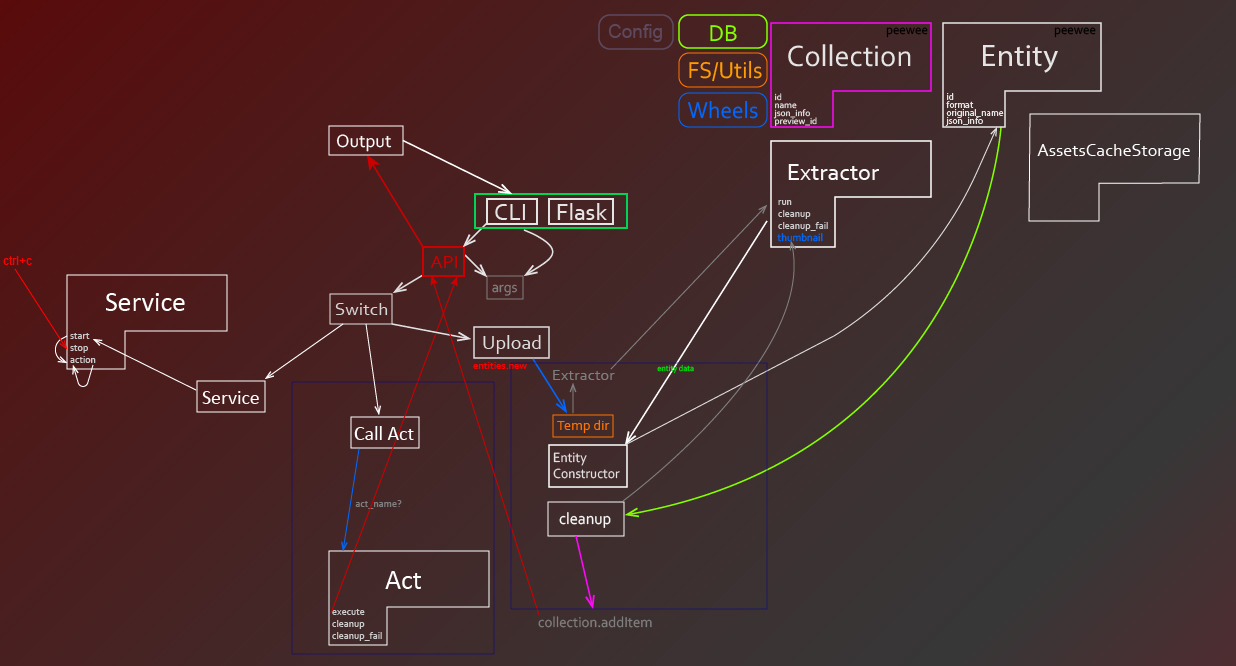 Config
DB
FS/Utils
Wheels
peewee
Collection
id
name
json_info
preview_id
peewee
Entity
id
format
original_name
json_info
AssetsCacheStorage
Extractor
run
cleanup
cleanup_fail
thumbnail
Output
CLI
Flask
API
args
ctrl+c
Service
start
stop
action
Switch
Upload
entities.new
Extractor
entity data
Service
Call Act
Temp dir
Entity
Constructor
act_name?
cleanup
Act
execute
cleanup
cleanup_fail
collection.addItem